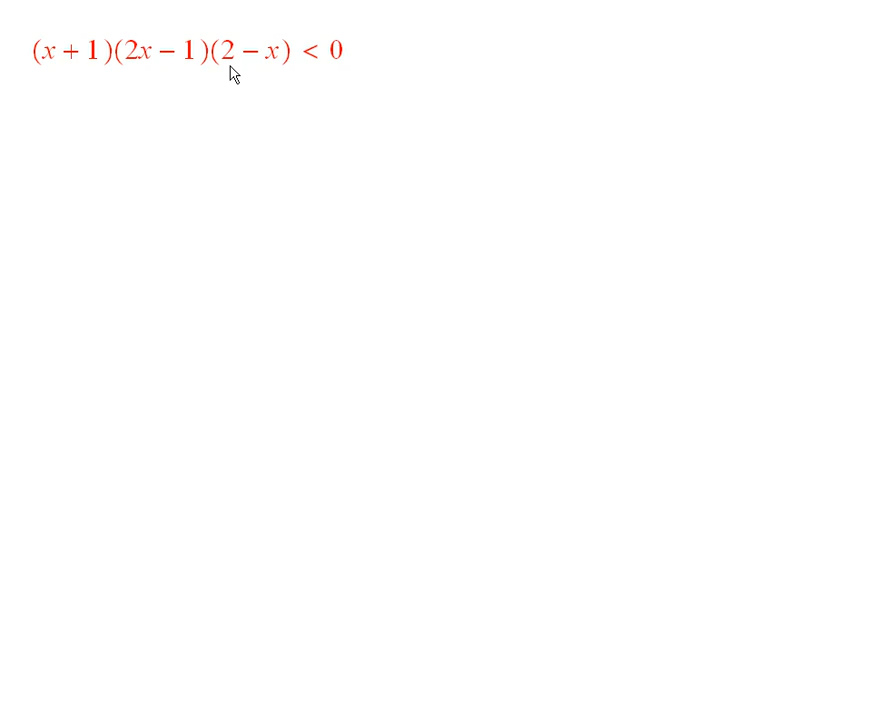 (x + 1)(2x − 1)(2 − x) < 0